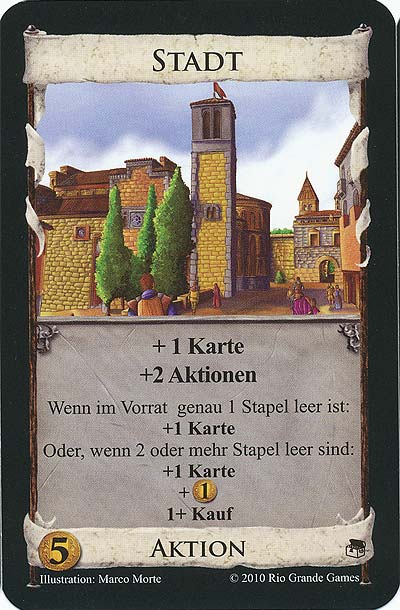 STADT
+ 1 Karte
+2 Aktionen
Wenn im Vorrat genau 1 Stapel leer ist:
+1 Karte
Oder, wenn 2 oder mehr Stapel leer sind:
+1 Karte
+ 1
1+ Kauf
5 AKTION
Illustration: Marco Morte © 2010 Rio Grande Games